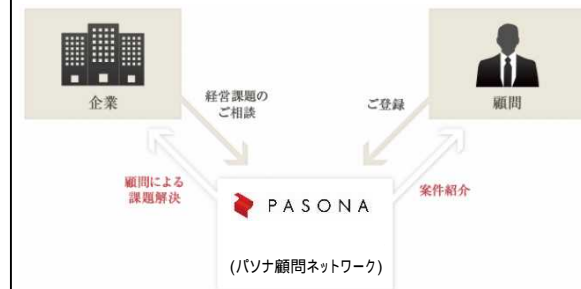 企業
顧問
経営課題の
ご相談
ご登録
顧問による
課題解決
案件紹介
PASONA
(パソナ顧問ネットワーク)